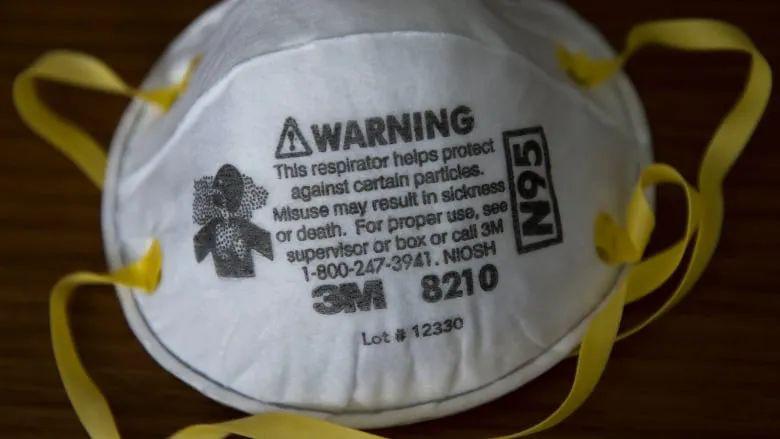 WARNING
This respirator helps protect
against certain particles.
Misuse may result in sickness
or death. For proper use, see
supervisor or box or call 3M
1-800-247-3941. NIOSH
3M 8210
Lot # 12330
N95